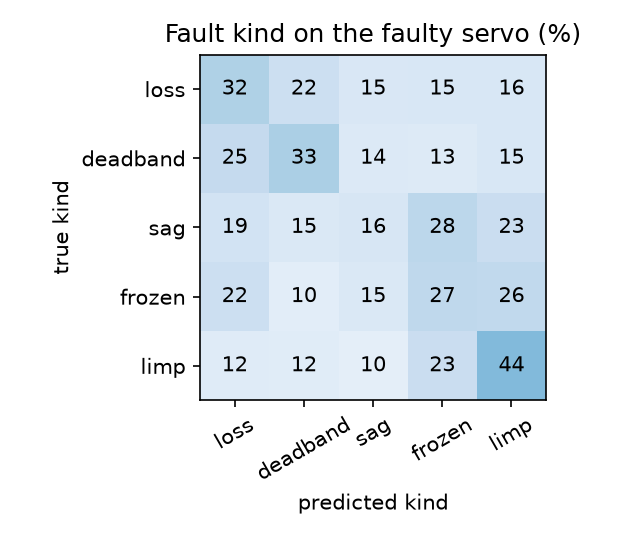 Fault kind on the faulty servo (%)
loss 32 22 15 15 16
deadband 25 33 14 13 15
sag 19 15 16 28 23
frozen 22 10 15 27 26
limp 12 12 10 23 44
true kind
loss deadband sag frozen limp
predicted kind